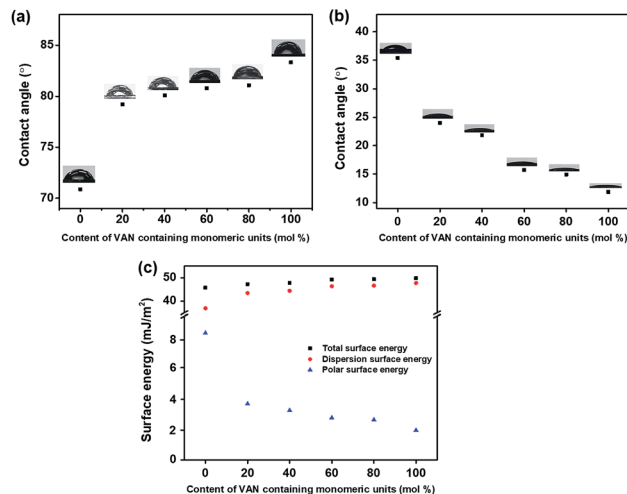 (a)
85
80
75
70
Contact angle (°)
0 20 40 60 80 100
Content of VAN containing monomeric units (mol %)
(b)
40
35
30
25
20
15
10
Contact angle (°)
0 20 40 60 80 100
Content of VAN containing monomeric units (mol %)
(c)
50
40
8
6
4
2
0
Surface energy (mJ/m²)
Total surface energy
Dispersion surface energy
Polar surface energy
0 20 40 60 80 100
Content of VAN containing monomeric units (mol %)